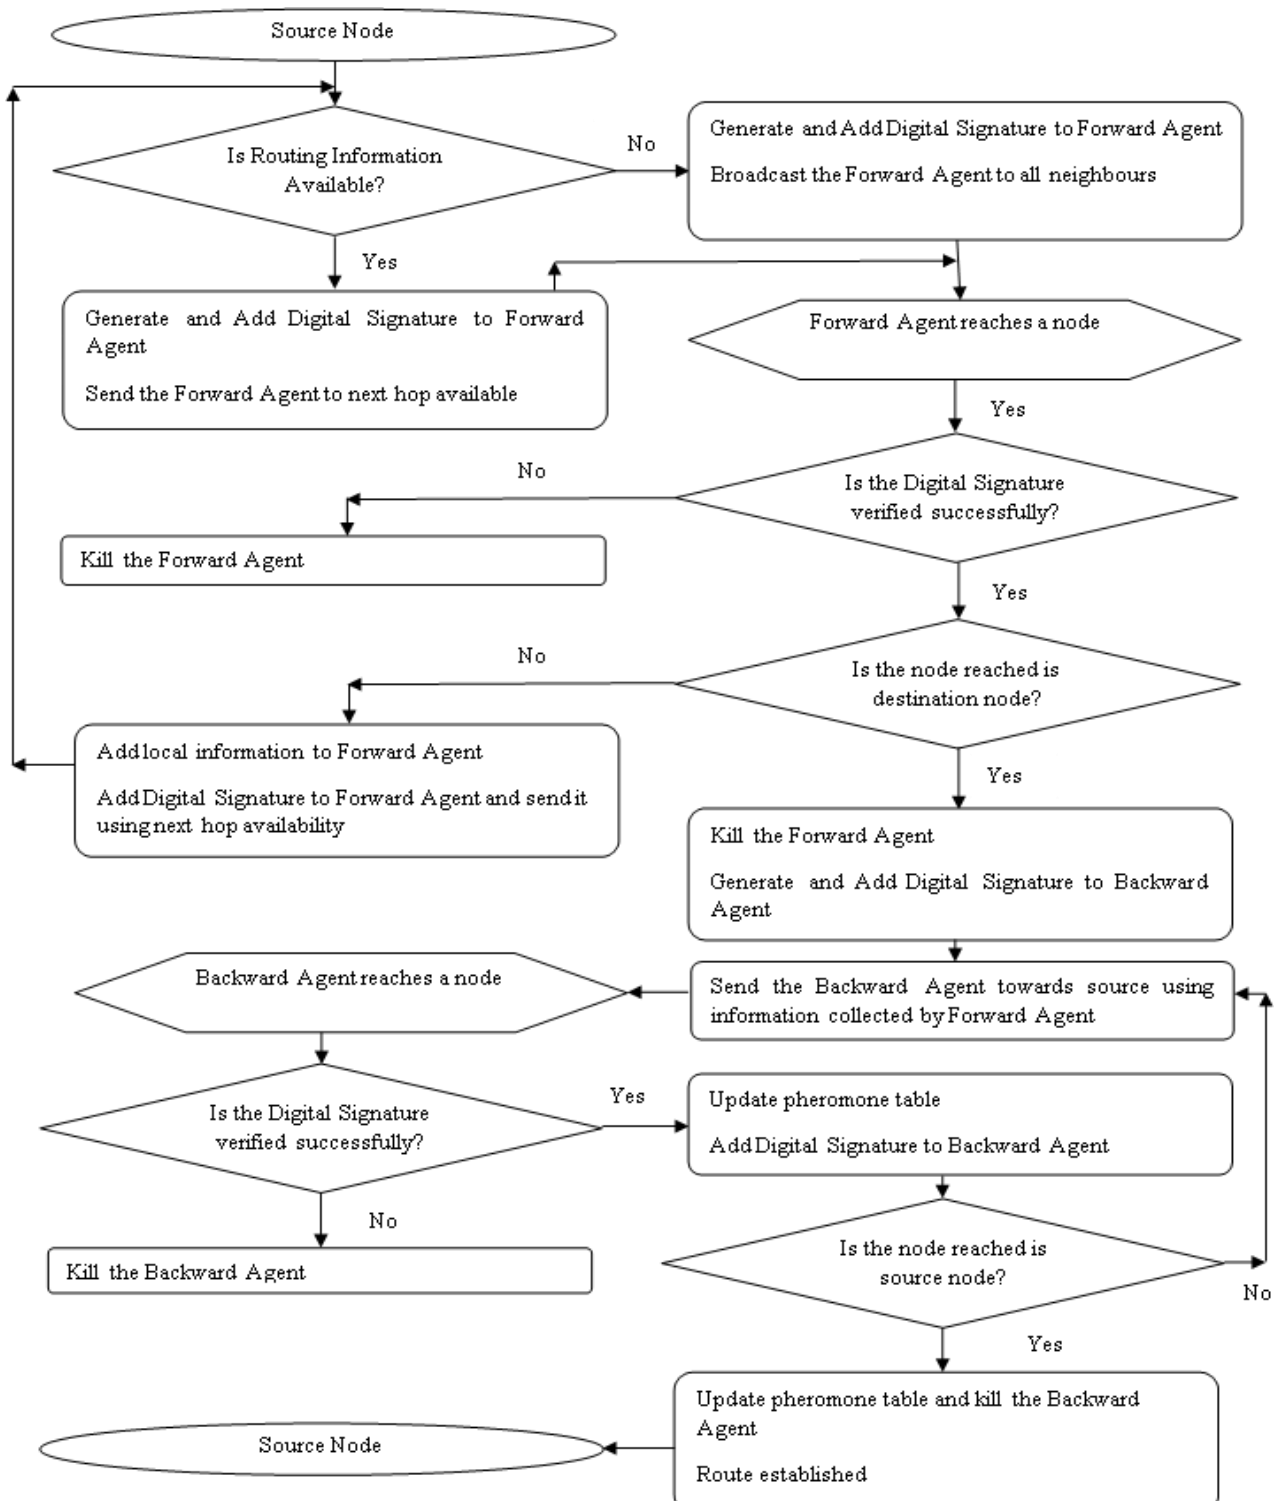 Source Node
Is Routing Information
Available?
No
Generate and Add Digital Signature to Forward Agent
Broadcast the Forward Agent to all neighbours
Yes
Generate and Add Digital Signature to Forward
Agent
Send the Forward Agent to next hop available
Forward Agent reaches a node
Yes
No
Is the Digital Signature
verified successfully?
Kill the Forward Agent
Yes
No
Is the node reached is
destination node?
Add local information to Forward Agent
Add Digital Signature to Forward Agent and send it
using next hop availability
Yes
Kill the Forward Agent
Generate and Add Digital Signature to Backward
Agent
Backward Agent reaches a node
Send the Backward Agent towards source using
information collected by Forward Agent
Is the Digital Signature
verified successfully?
Yes
Update pheromone table
Add Digital Signature to Backward Agent
No
Kill the Backward Agent
Is the node reached is
source node?
No
Yes
Update pheromone table and kill the Backward
Agent
Route established
Source Node